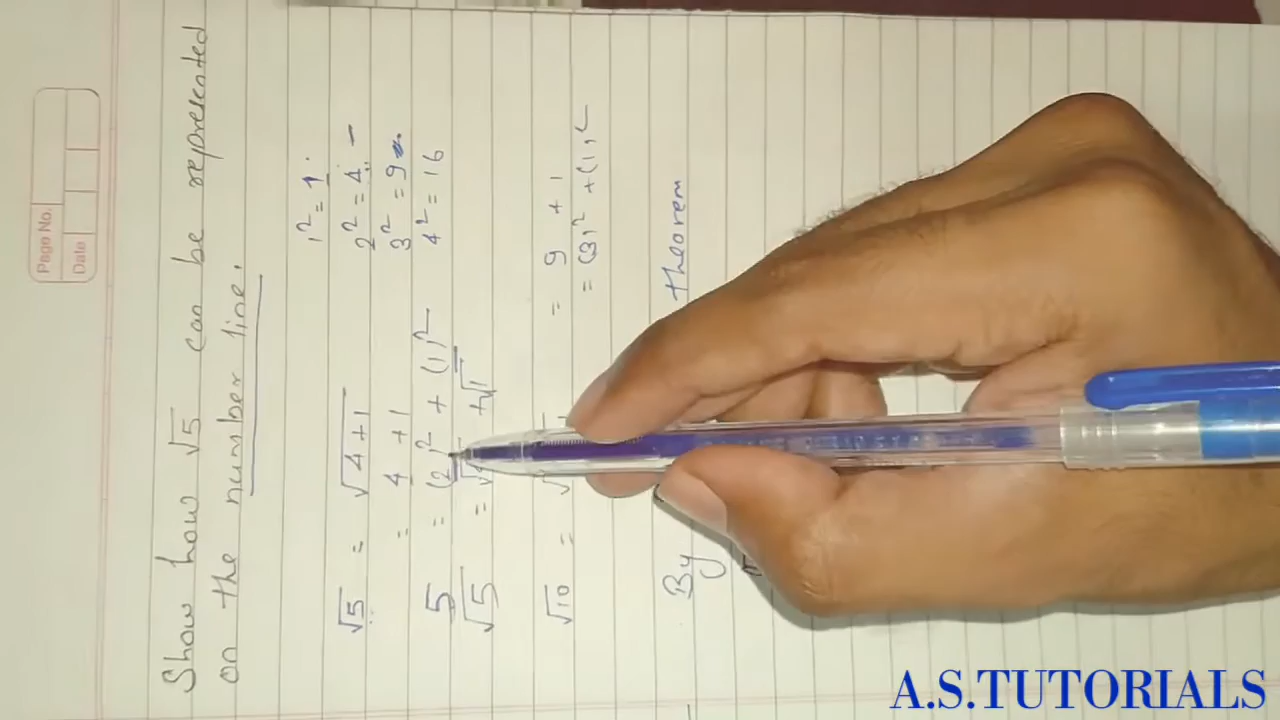 Page No.
Date
Show how √5 can be represented
on the number line.
1² = 1
√5 = √4+1
2² = 4
= 4 + 1
3² = 9
5 = (2)² + (1)²
4² = 16
√5 = + √1
√10 = = 9 + 1
= (3)² + (1)²
By theorem
A.S.TUTORIALS